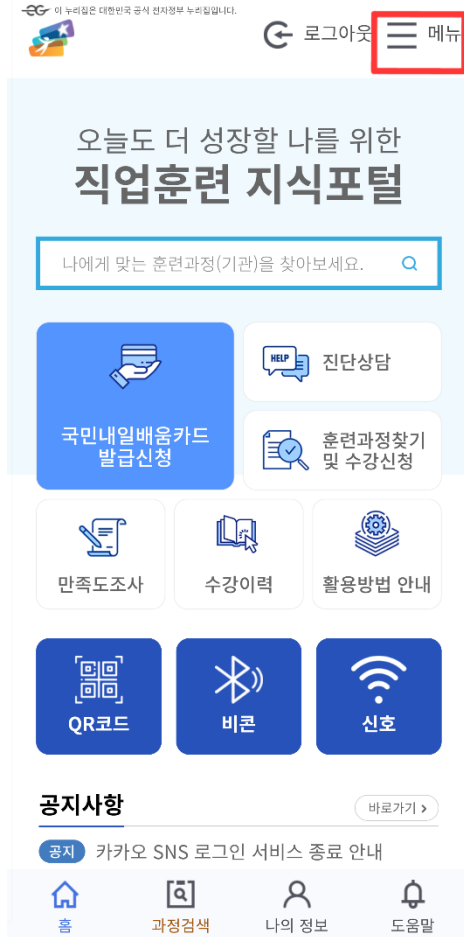 이 누리집은 대한민국 공식 전자정부 누리집입니다.
로그아웃 메뉴
오늘도 더 성장할 나를 위한
직업훈련 지식포털
나에게 맞는 훈련과정(기관)을 찾아보세요.
HELP 진단상담
국민내일배움카드
발급신청
훈련과정찾기
및 수강신청
만족도조사 수강이력 활용방법 안내
QR코드 비콘 신호
공지사항 바로가기
공지 카카오 SNS 로그인 서비스 종료 안내
홈 과정검색 나의 정보 도움말